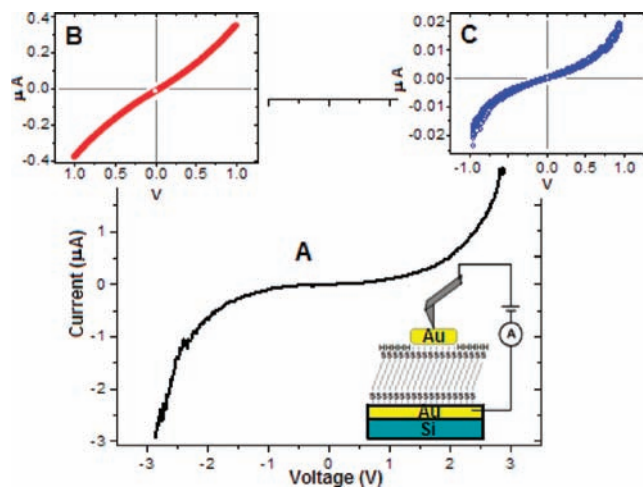 B
0.4
0.2
0.0
-0.2
-0.4
μA
1.0 0.5 0.0 0.5 1.0
V
C
0.02
0.01
0.00
-0.01
-0.02
μA
-1.0 -0.5 0.0 0.5 1.0
V
A
Current (μA)
1
0
-1
-2
-3
-3 -2 -1 0 1 2 3
Voltage (V)
A
Au
Au
Si